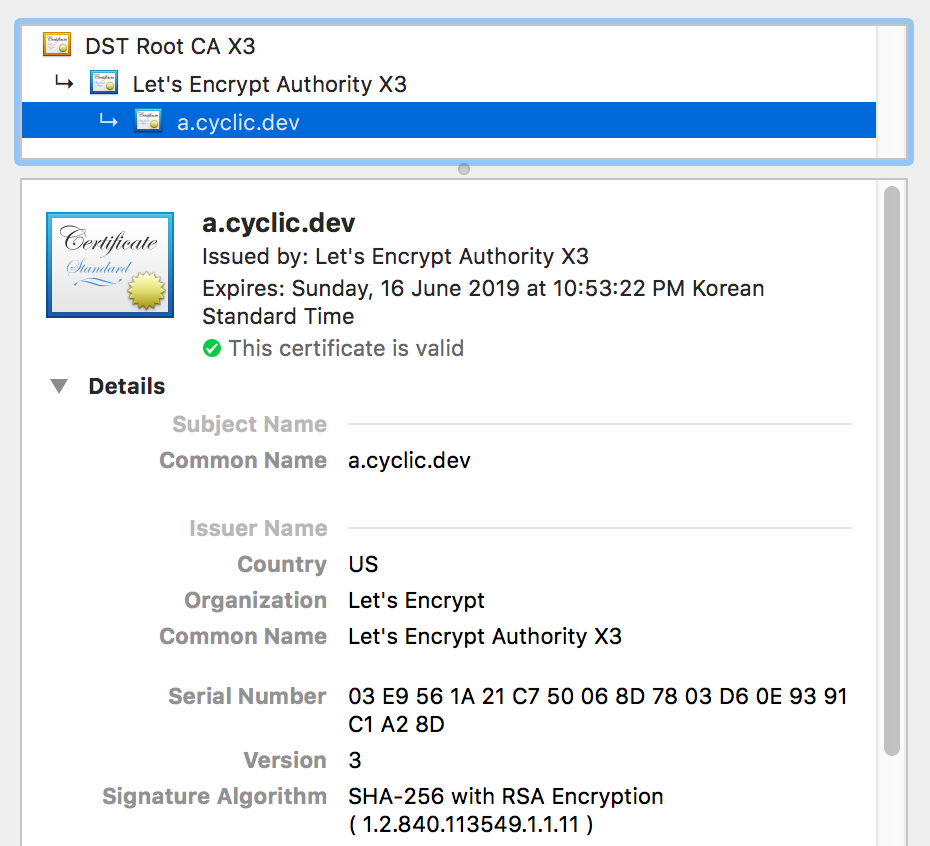 DST Root CA X3
Let's Encrypt Authority X3
a.cyclic.dev
Certificate
Standard
a.cyclic.dev
Issued by: Let's Encrypt Authority X3
Expires: Sunday, 16 June 2019 at 10:53:22 PM Korean
Standard Time
This certificate is valid
Details
Subject Name
Common Name a.cyclic.dev
Issuer Name
Country US
Organization Let's Encrypt
Common Name Let's Encrypt Authority X3
Serial Number 03 E9 56 1A 21 C7 50 06 8D 78 03 D6 0E 93 91
C1 A2 8D
Version 3
Signature Algorithm SHA-256 with RSA Encryption
( 1.2.840.113549.1.1.11 )